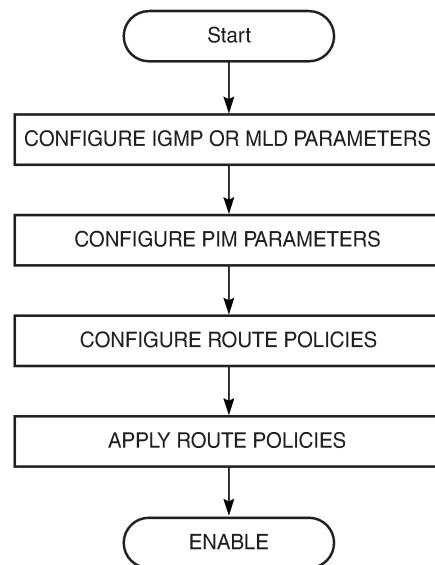 Start
CONFIGURE IGMP OR MLD PARAMETERS
CONFIGURE PIM PARAMETERS
CONFIGURE ROUTE POLICIES
APPLY ROUTE POLICIES
ENABLE